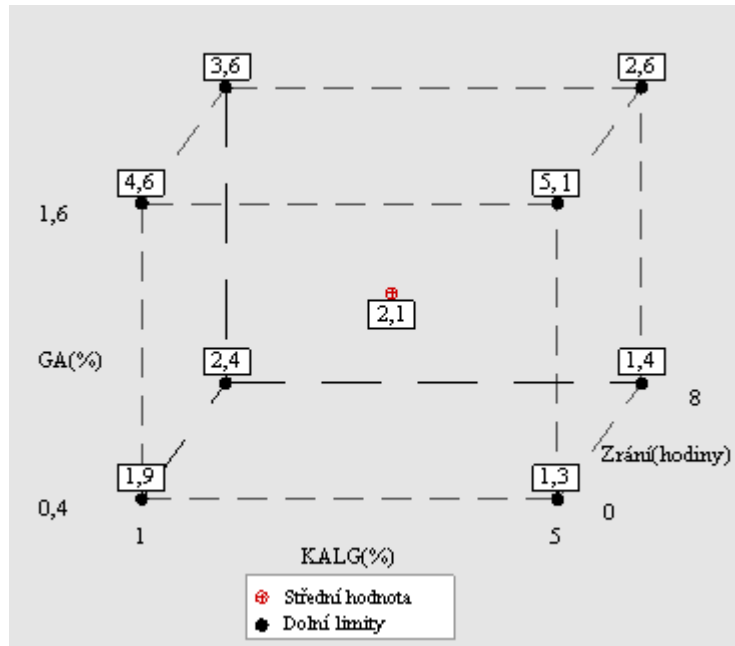 3,6 2,6
4,6 5,1
1,6
2,1
GA(%) 2,4 1,4
8
Zrání(hodiny)
1,9 1,3
0,4 0
1 5
KALG(%)
Střední hodnota
Dolní limity